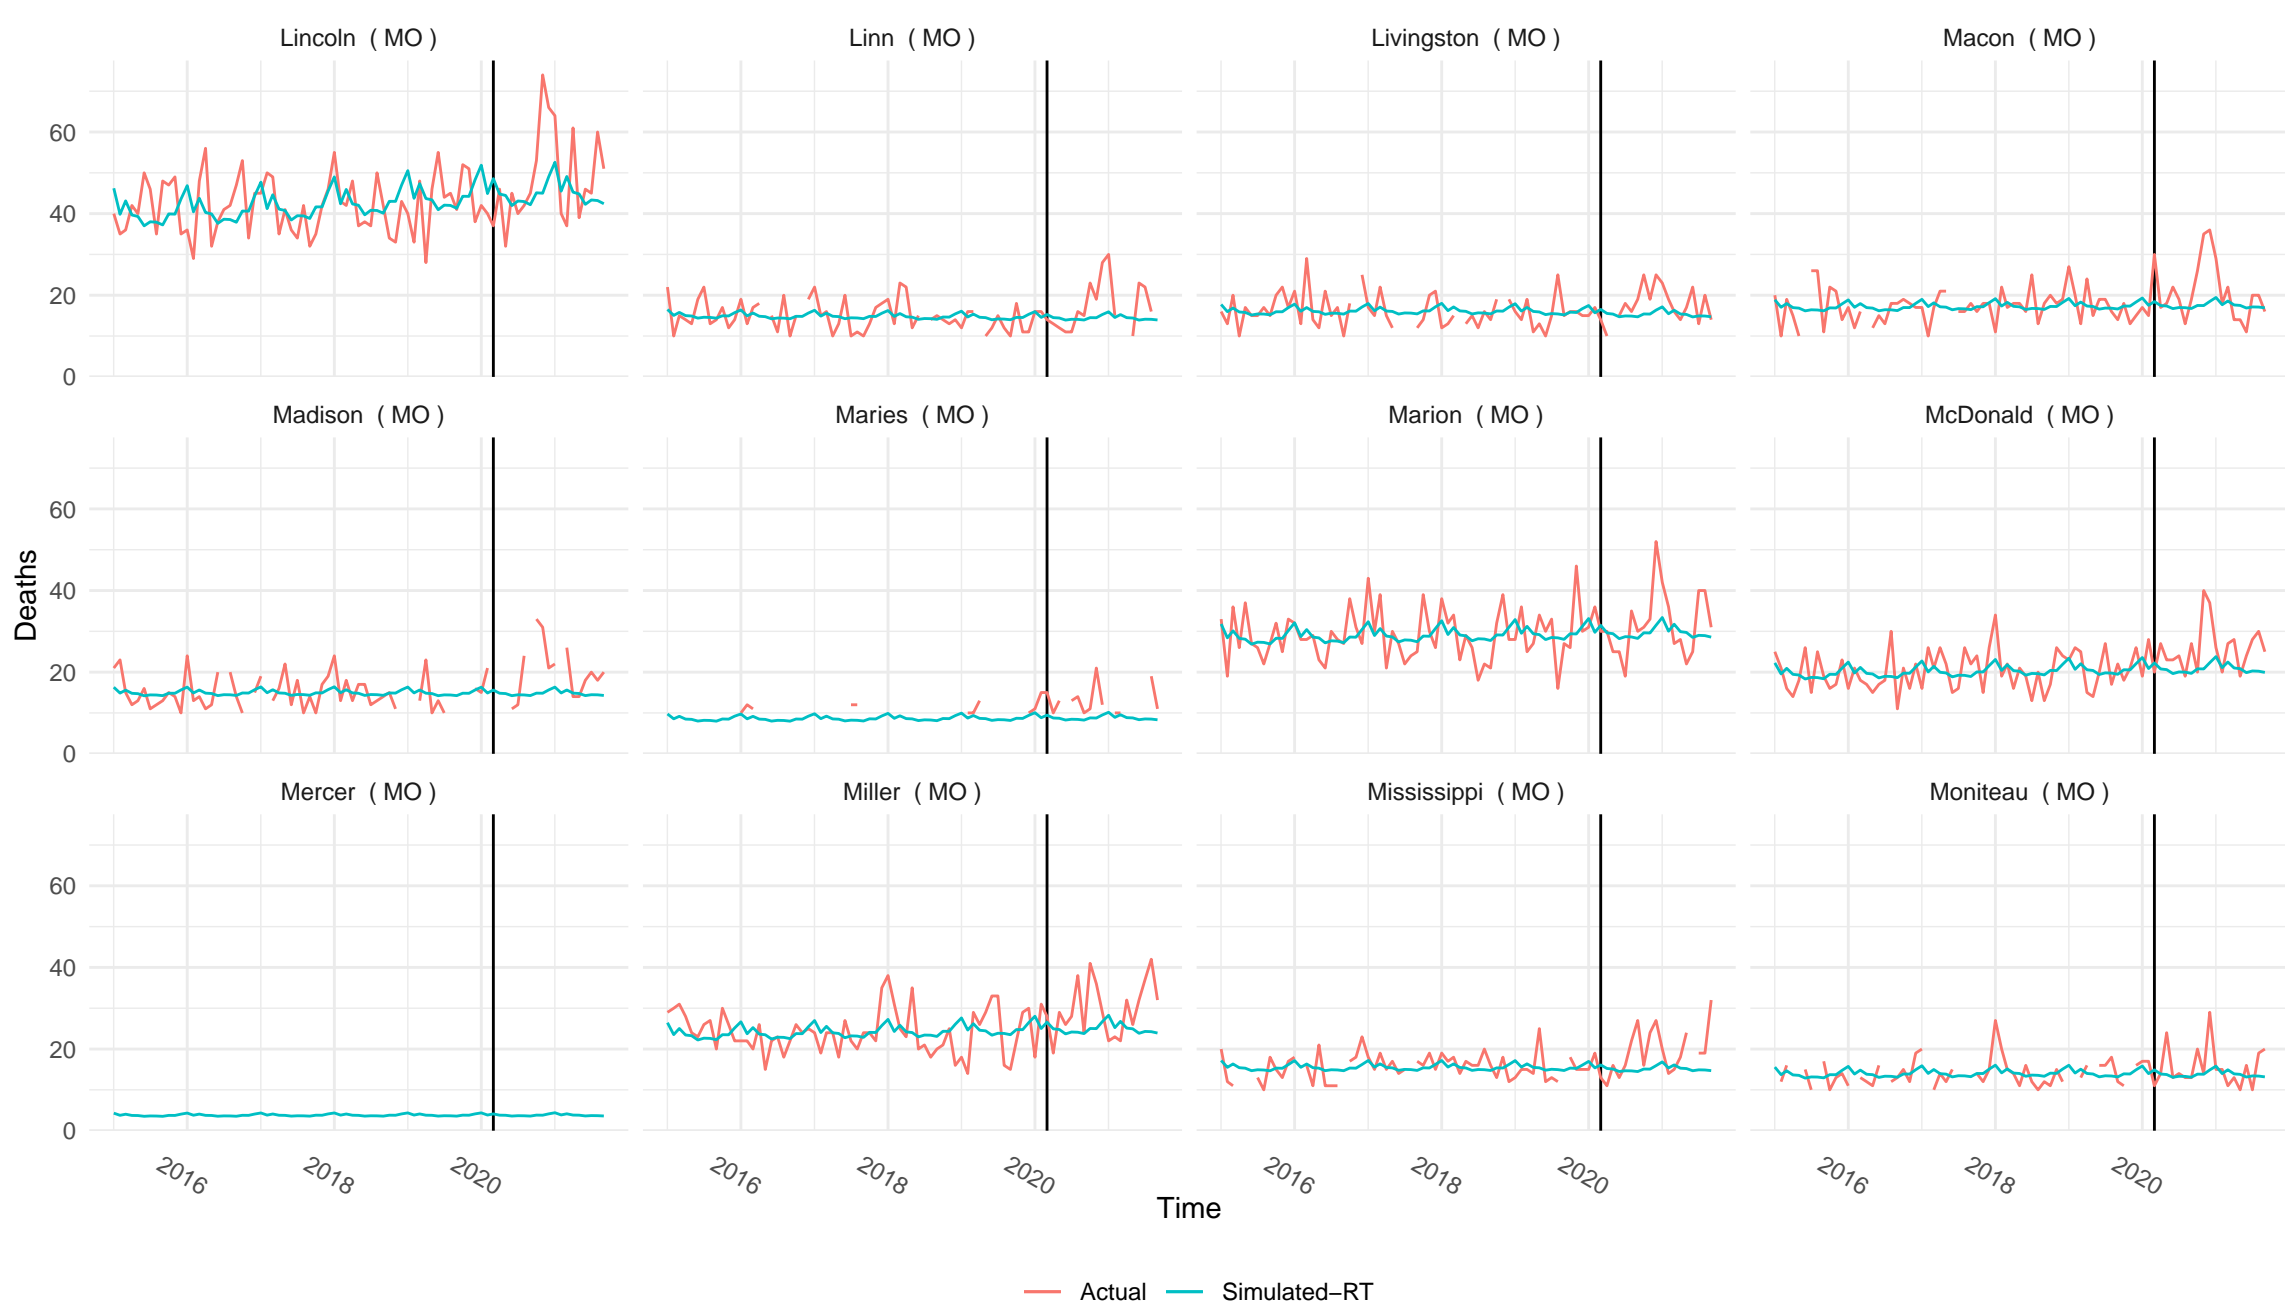 Lincoln ( MO ) Linn ( MO ) Livingston ( MO ) Macon ( MO )
60
40
20
0
Madison ( MO ) Maries ( MO ) Marion ( MO ) McDonald ( MO )
60
40
20
0
Mercer ( MO ) Miller ( MO ) Mississippi ( MO ) Moniteau ( MO )
60
40
20
0
Deaths
2016 2018 2020 2016 2018 2020 2016 2018 2020 2016 2018 2020
Time
Actual Simulated−RT